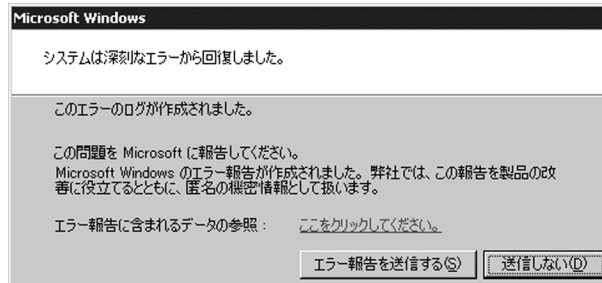 Microsoft Windows
システムは深刻なエラーから回復しました。
このエラーのログが作成されました。
この問題を Microsoft に報告してください。
Microsoft Windows のエラー報告が作成されました。弊社では、この報告を製品の改
善に役立てるとともに、匿名の機密情報として扱います。
エラー報告に含まれるデータの参照： ここをクリックしてください。
エラー報告を送信する(S) 送信しない(D)